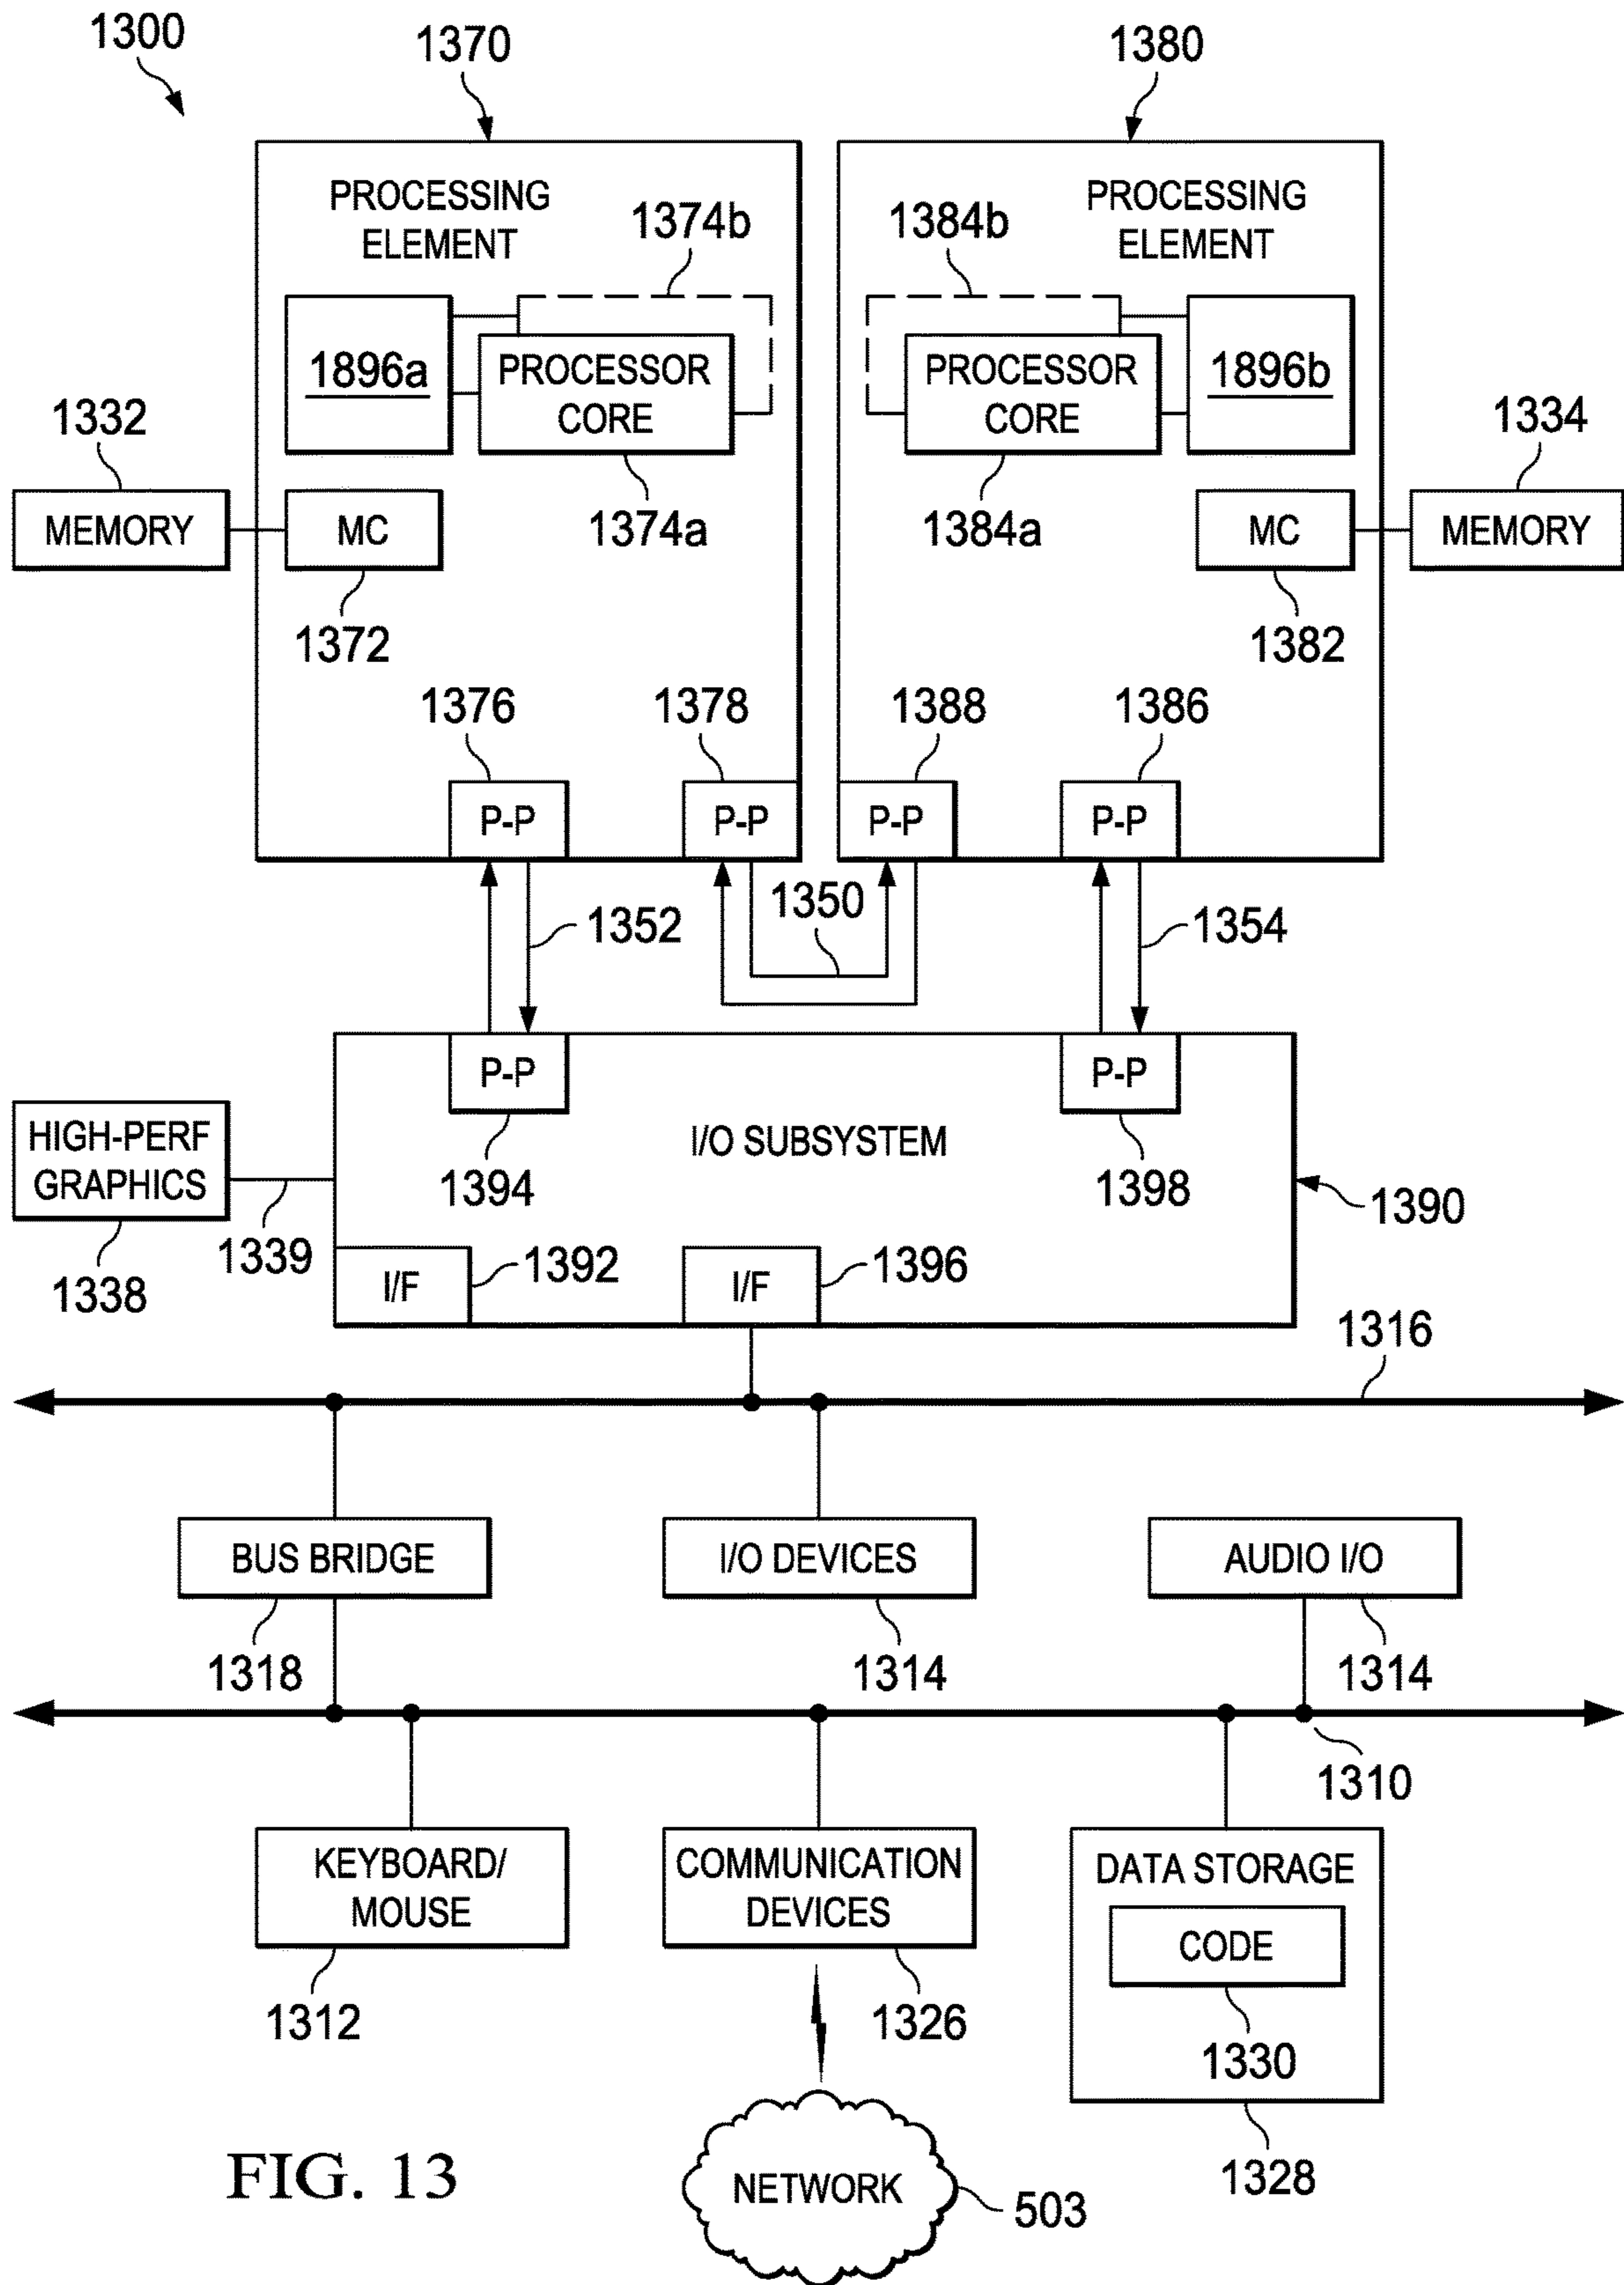 1300
1370
1380
PROCESSING
ELEMENT
PROCESSING
ELEMENT
1374b
1384b
1896a
PROCESSOR
CORE
PROCESSOR
CORE
1896b
1332
1334
MEMORY
MC
1374a
1384a
MC
MEMORY
1372
1382
1376
1378
1388
1386
P-P
P-P
P-P
P-P
1352
1350
1354
P-P
P-P
HIGH-PERF
GRAPHICS
I/O SUBSYSTEM
1394
1398
1390
1339
1338
I/F
1392
I/F
1396
1316
BUS BRIDGE
I/O DEVICES
AUDIO I/O
1318
1314
1314
1310
KEYBOARD/
MOUSE
COMMUNICATION
DEVICES
DATA STORAGE
CODE
1312
1326
1330
1328
FIG. 13
NETWORK
503